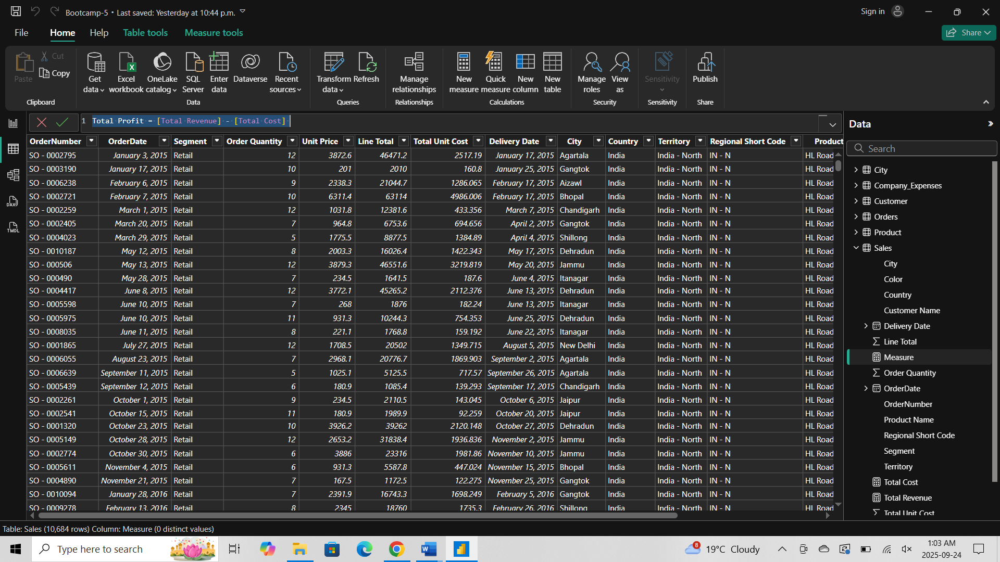 Bootcamp-5 • Last saved: Yesterday at 10:44 p.m.
Sign in
File Home Help Table tools Measure tools
Share
Paste
Cut
Copy
Get data
Excel workbook
OneLake catalog
SQL Server
Enter data
Dataverse
Recent sources
Transform data
Refresh
Manage relationships
New measure
Quick measure
New column
New table
Manage roles
View as
Sensitivity
Publish
Clipboard Data Queries Relationships Calculations Security Sensitivity Share
1 Total Profit = [Total Revenue] - [Total Cost]
OrderNumber OrderDate Segment Order Quantity Unit Price Line Total Total Unit Cost Delivery Date City Country Territory Regional Short Code Product
SO - 0002795 January 3, 2015 Retail 12 3872.6 46471.2 2517.19 January 17, 2015 Agartala India India - North IN - N HL Road
SO - 0003190 January 17, 2015 Retail 10 201 2010 160.8 January 25, 2015 Gangtok India India - North IN - N HL Road
SO - 0006238 February 6, 2015 Retail 9 2338.3 21044.7 1286.065 February 17, 2015 Aizawl India India - North IN - N HL Road
SO - 0002721 February 7, 2015 Retail 10 6311.4 63114 4986.006 February 17, 2015 Bhopal India India - North IN - N HL Road
SO - 0002259 March 1, 2015 Retail 12 1031.8 12381.6 433.356 March 7, 2015 Chandigarh India India - North IN - N HL Road
SO - 0002405 March 20, 2015 Retail 7 964.8 6753.6 694.656 April 2, 2015 Gangtok India India - North IN - N HL Road
SO - 0004023 March 29, 2015 Retail 5 1775.5 8877.5 1384.89 April 4, 2015 Shillong India India - North IN - N HL Road
SO - 0010187 May 12, 2015 Retail 8 2003.3 16026.4 1422.343 May 17, 2015 Dehradun India India - North IN - N HL Road
SO - 000506 May 13, 2015 Retail 12 3879.3 46551.6 3219.819 May 20, 2015 Jammu India India - North IN - N HL Road
SO - 000490 May 28, 2015 Retail 7 234.5 1641.5 187.6 June 4, 2015 Itanagar India India - North IN - N HL Road
SO - 0004417 June 8, 2015 Retail 12 3772.1 45265.2 2112.376 June 13, 2015 Dehradun India India - North IN - N HL Road
SO - 0005598 June 10, 2015 Retail 7 268 1876 182.24 June 13, 2015 Itanagar India India - North IN - N HL Road
SO - 0005975 June 10, 2015 Retail 11 931.3 10244.3 754.353 June 25, 2015 Dehradun India India - North IN - N HL Road
SO - 0008035 June 11, 2015 Retail 8 221.1 1768.8 159.192 June 22, 2015 Itanagar India India - North IN - N HL Road
SO - 0001865 July 27, 2015 Retail 12 1708.5 20502 1349.715 August 5, 2015 New Delhi India India - North IN - N HL Road
SO - 0006055 August 23, 2015 Retail 7 2968.1 20776.7 1869.903 September 2, 2015 Agartala India India - North IN - N HL Road
SO - 0006639 September 11, 2015 Retail 5 1025.1 5125.5 717.57 September 26, 2015 Agartala India India - North IN - N HL Road
SO - 0005439 September 12, 2015 Retail 6 180.9 1085.4 139.293 September 17, 2015 Chandigarh India India - North IN - N HL Road
SO - 0002261 October 1, 2015 Retail 9 234.5 2110.5 143.045 October 6, 2015 Jaipur India India - North IN - N HL Road
SO - 0002541 October 15, 2015 Retail 11 180.9 1989.9 92.259 October 20, 2015 Jaipur India India - North IN - N HL Road
SO - 0001320 October 23, 2015 Retail 10 3926.2 39262 2120.148 October 27, 2015 Dehradun India India - North IN - N HL Road
SO - 0005149 October 28, 2015 Retail 12 2653.2 31838.4 1936.836 November 2, 2015 Jammu India India - North IN - N HL Road
SO - 0002774 October 30, 2015 Retail 6 3886 23316 1981.86 November 10, 2015 Jammu India India - North IN - N HL Road
SO - 0005611 November 4, 2015 Retail 6 931.3 5587.8 447.024 November 15, 2015 Bhopal India India - North IN - N HL Road
SO - 0004890 November 21, 2015 Retail 7 167.5 1172.5 122.275 November 25, 2015 Gangtok India India - North IN - N HL Road
SO - 0010094 January 28, 2016 Retail 7 2391.9 16743.3 1698.249 February 5, 2016 Gangtok India India - North IN - N HL Road
SO - 0009278 February 13, 2016 Retail 8 2345 18760 1735.3 February 26, 2016 Shillong India India - North IN - N HL Road
DAX
TMDL
Data
Search
City
Company_Expenses
Customer
Orders
Product
Sales
City
Color
Country
Customer Name
Delivery Date
Line Total
Measure
Order Quantity
OrderDate
OrderNumber
Product Name
Regional Short Code
Segment
Territory
Total Cost
Total Revenue
Total Unit Cost
Table: Sales (10,684 rows) Column: Measure (0 distinct values)
Type here to search
8
19°C Cloudy
1:03 AM
2025-09-24